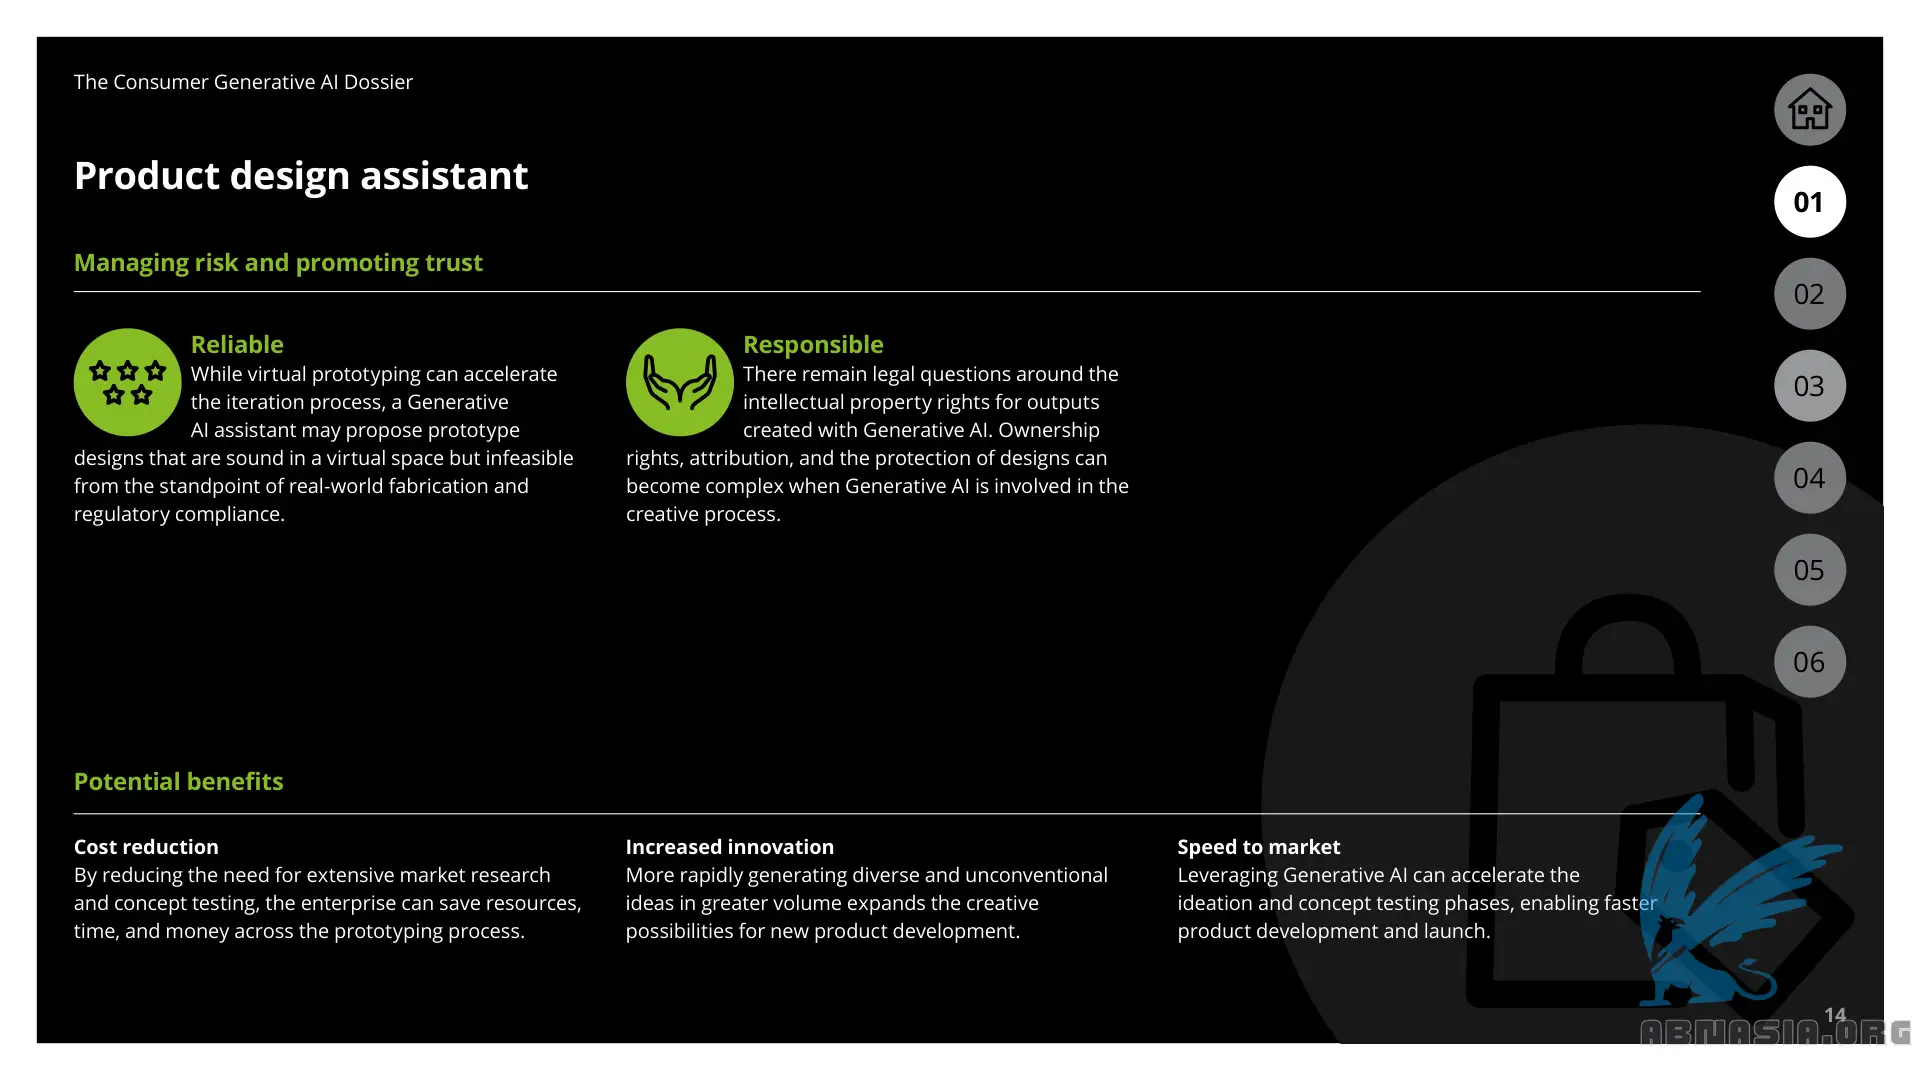 The Consumer Generative AI Dossier
Product design assistant
Managing risk and promoting trust
Reliable
While virtual prototyping can accelerate
the iteration process, a Generative
AI assistant may propose prototype
designs that are sound in a virtual space but infeasible
from the standpoint of real-world fabrication and
regulatory compliance.
Responsible
There remain legal questions around the
intellectual property rights for outputs
created with Generative AI. Ownership
rights, attribution, and the protection of designs can
become complex when Generative AI is involved in the
creative process.
Potential benefits
Cost reduction
By reducing the need for extensive market research
and concept testing, the enterprise can save resources,
time, and money across the prototyping process.
Increased innovation
More rapidly generating diverse and unconventional
ideas in greater volume expands the creative
possibilities for new product development.
Speed to market
Leveraging Generative AI can accelerate the
ideation and concept testing phases, enabling faster
product development and launch.
01
02
03
04
05
06
14
ABNASIA.ORG